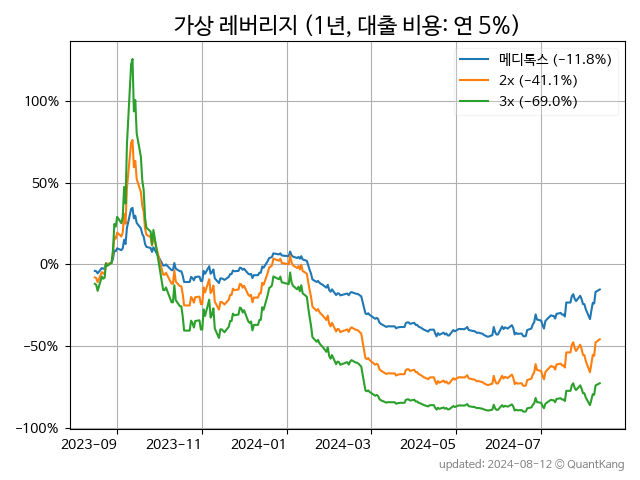 가상 레버리지 (1년, 대출 비용: 연 5%)
메디톡스 (-11.8%)
2x (-41.1%)
3x (-69.0%)
100%
50%
0%
-50%
-100%
2023-09 2023-11 2024-01 2024-03 2024-05 2024-07
updated: 2024-08-12 © QuantKang